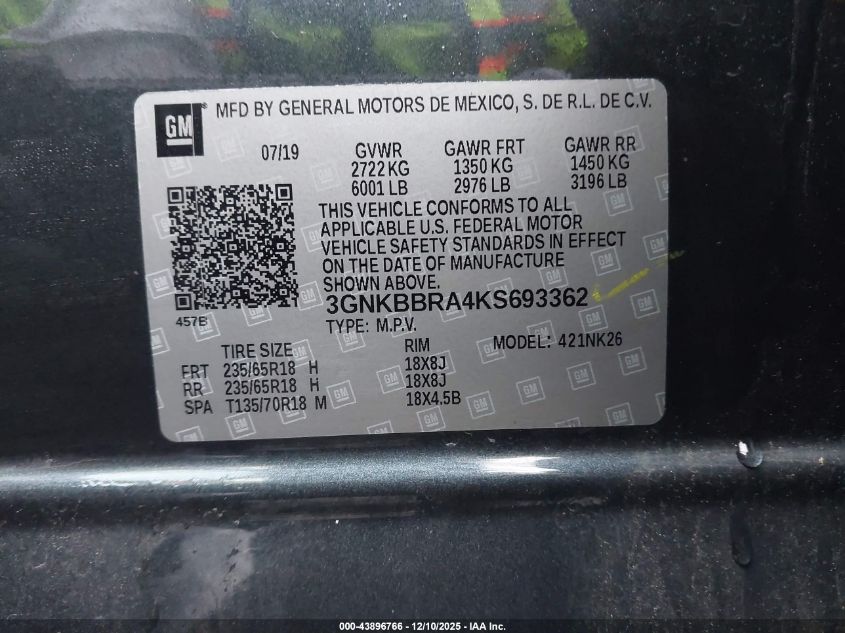 GM ® MFD BY GENERAL MOTORS DE MEXICO, S. DE R.L. DE C.V.
07/19 GVWR GAWR FRT GAWR RR
2722 KG 1350 KG 1450 KG
6001 LB 2976 LB 3196 LB
THIS VEHICLE CONFORMS TO ALL
APPLICABLE U.S. FEDERAL MOTOR
VEHICLE SAFETY STANDARDS IN EFFECT
ON THE DATE OF MANUFACTURE
SHOWN ABOVE.
3GNKBBRA4KS693362
457B TYPE: M.P.V. MODEL: 421NK26
TIRE SIZE RIM
FRT 235/65R18 H 18X8J
RR 235/65R18 H 18X8J
SPA T135/70R18 M 18X4.5B
000-43896766 - 12/10/2025 - IAA Inc.